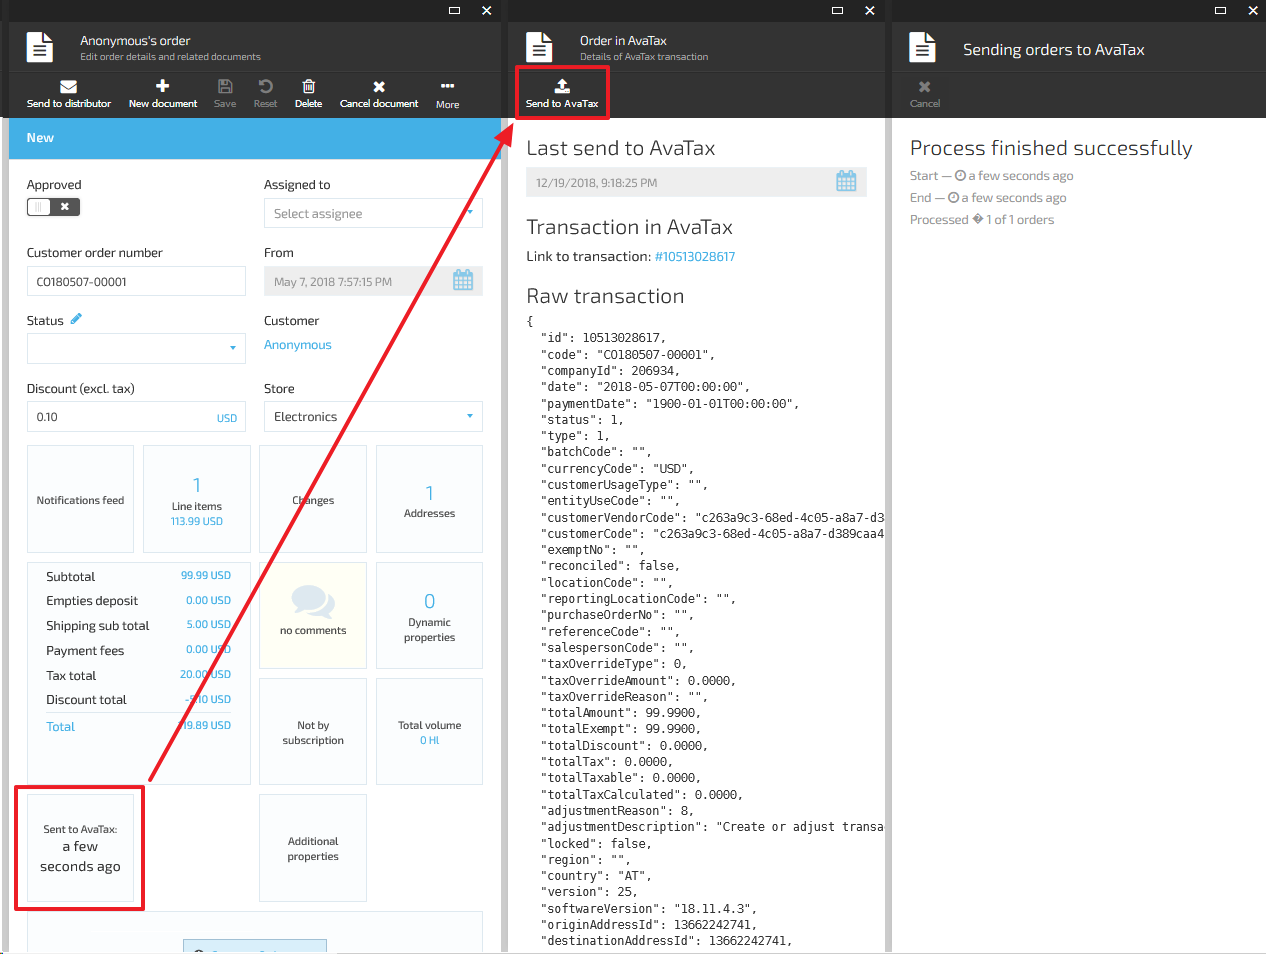 Anonymous's order
Edit order details and related documents
Send to distributor
New document
Save
Reset
Delete
Cancel document
More
New
Approved
Assigned to
Select assignee
Customer order number
From
CO180507-00001
May 7, 2018 7:57:15 PM
Status
Customer
Anonymous
Discount (excl. tax)
Store
0.10
USD
Electronics
Notifications feed
1
Line items
113.99 USD
Changes
1
Addresses
Subtotal 99.99 USD
Empties deposit 0.00 USD
Shipping sub total 5.00 USD
Payment fees 0.00 USD
Tax total 20.00 USD
Discount total -5.10 USD
Total 119.89 USD
no comments
0
Dynamic
properties
Not by
subscription
Total volume
0 Hl
Sent to AvaTax:
a few
seconds ago
Additional
properties
Order in AvaTax
Details of AvaTax transaction
Send to AvaTax
Last send to AvaTax
12/19/2018, 9:18:25 PM
Transaction in AvaTax
Link to transaction: #10513028617
Raw transaction
{
"id": 10513028617,
"code": "CO180507-00001",
"companyId": 206934,
"date": "2018-05-07T00:00:00",
"paymentDate": "1900-01-01T00:00:00",
"status": 1,
"type": 1,
"batchCode": "",
"currencyCode": "USD",
"customerUsageType": "",
"entityUseCode": "",
"customerVendorCode": "c263a9c3-68ed-4c05-a8a7-d3
"customerCode": "c263a9c3-68ed-4c05-a8a7-d389caa4
"exemptNo": "",
"reconciled": false,
"locationCode": "",
"reportingLocationCode": "",
"purchaseOrderNo": "",
"referenceCode": "",
"salespersonCode": "",
"taxOverrideType": 0,
"taxOverrideAmount": 0.0000,
"taxOverrideReason": "",
"totalAmount": 99.9900,
"totalExempt": 99.9900,
"totalDiscount": 0.0000,
"totalTax": 0.0000,
"totalTaxable": 0.0000,
"totalTaxCalculated": 0.0000,
"adjustmentReason": 8,
"adjustmentDescription": "Create or adjust transa
"locked": false,
"region": "",
"country": "AT",
"version": 25,
"softwareVersion": "18.11.4.3",
"originAddressId": 13662242741,
"destinationAddressId": 13662242741,
Sending orders to AvaTax
Cancel
Process finished successfully
Start — a few seconds ago
End — a few seconds ago
Processed � 1 of 1 orders